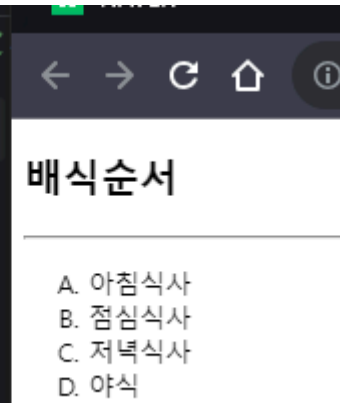 배식순서
A. 아침식사
B. 점심식사
C. 저녁식사
D. 야식